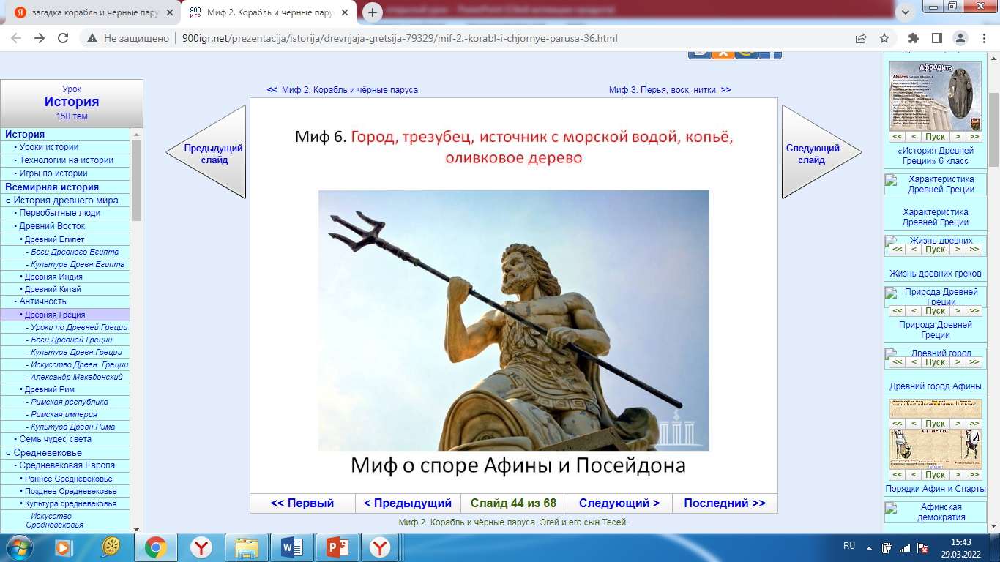 загадка корабль и черные пару
Миф 2. Корабль и чёрные пару
Не защищено
900igr.net/prezentacija/istorija/drevnjaja-gretsija-79329/mif-2.-korabl-i-chjornye-parusa-36.html
Урок
История
150 тем
История
• Уроки истории
• Технологии на истории
• Игры по истории
Всемирная история
○ История древнего мира
• Первобытные люди
• Древний Восток
• Древний Египет
- Боги Древнего Египта
- Культура Древн.Египта
• Древняя Индия
• Древний Китай
• Античность
• Древняя Греция
- Уроки по Древней Греции
- Боги Древней Греции
- Культура Древн.Греции
- Искусство Древн. Греции
- Александр Македонский
• Древний Рим
- Римская республика
- Римская империя
- Культура Древн.Рима
• Семь чудес света
○ Средневековье
• Средневековая Европа
• Раннее Средневековье
• Позднее Средневековье
• Культура средневековья
- Искусство
Средневековья
<< Миф 2. Корабль и чёрные паруса
Миф 3. Перья, воск, нитки >>
Предыдущий
слайд
Следующий
слайд
Миф 6. Город, трезубец, источник с морской водой, копьё,
оливковое дерево
Миф о споре Афины и Посейдона
<< Первый
< Предыдущий
Слайд 44 из 68
Следующий >
Последний >>
Миф 2. Корабль и чёрные паруса. Эгей и его сын Тесей.
Афродита
<< < Пуск > >>
«История Древней
Греции» 6 класс
Характеристика
Древней Греции
Характеристика
Древней Греции
Жизнь древних
<< < Пуск > >>
Жизнь древних греков
Природа Древней
Греции
<< < Пуск > >>
Природа Древней
Греции
Древний город
<< < Пуск > >>
Древний город Афины
<< < Пуск > >>
СПАРТЫ
<< < Пуск > >>
Порядки Афин и Спарты
Афинская
демократия
RU
15:43
29.03.2022